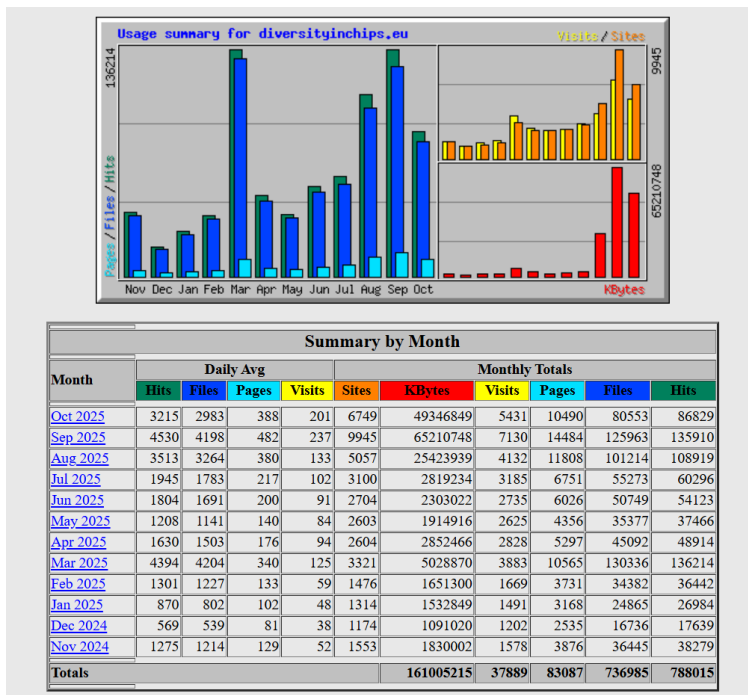 Usage summary for diversityinchips.eu
Visits/Sites
136214
9945
Pages/Files/Hits
65210748
Nov Dec Jan Feb Mar Apr May Jun Jul Aug Sep Oct
KBytes
Summary by Month
Month Daily Avg Monthly Totals
Hits Files Pages Visits Sites KBytes Visits Pages Files Hits
Oct 2025 3215 2983 388 201 6749 49346849 5431 10490 80553 86829
Sep 2025 4530 4198 482 237 9945 65210748 7130 14484 125963 135910
Aug 2025 3513 3264 380 133 5057 25423939 4132 11808 101214 108919
Jul 2025 1945 1783 217 102 3100 2819234 3185 6751 55273 60296
Jun 2025 1804 1691 200 91 2704 2303022 2735 6026 50749 54123
May 2025 1208 1141 140 84 2603 1914916 2625 4356 35377 37466
Apr 2025 1630 1503 176 94 2604 2852466 2828 5297 45092 48914
Mar 2025 4394 4204 340 125 3321 5028870 3883 10565 130336 136214
Feb 2025 1301 1227 133 59 1476 1651300 1669 3731 34382 36442
Jan 2025 870 802 102 48 1314 1532849 1491 3168 24865 26984
Dec 2024 569 539 81 38 1174 1091020 1202 2535 16736 17639
Nov 2024 1275 1214 129 52 1553 1830002 1578 3876 36445 38279
Totals 161005215 37889 83087 736985 788015